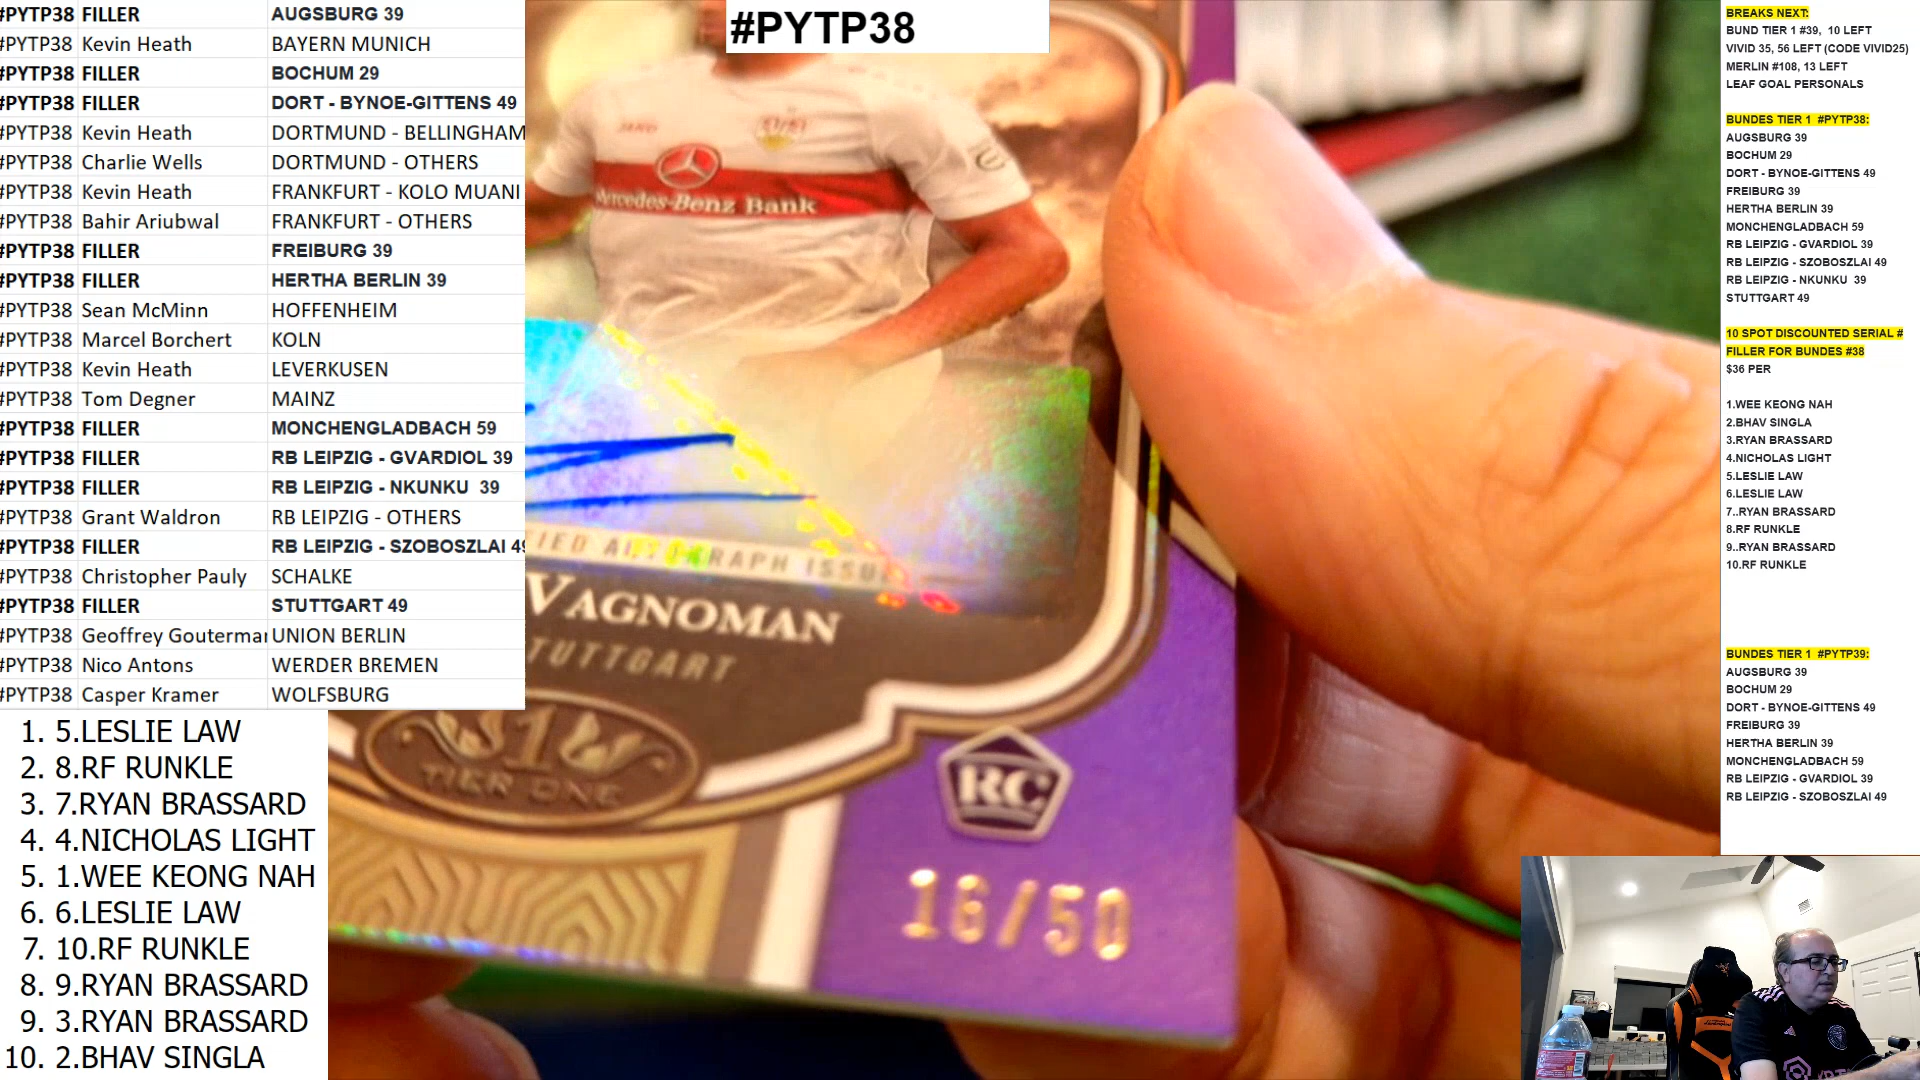 #PYTP38 FILLER AUGSBURG 39
#PYTP38 Kevin Heath BAYERN MUNICH
#PYTP38 FILLER BOCHUM 29
#PYTP38 FILLER DORT - BYNOE-GITTENS 49
#PYTP38 Kevin Heath DORTMUND - BELLINGHAM
#PYTP38 Charlie Wells DORTMUND - OTHERS
#PYTP38 Kevin Heath FRANKFURT - KOLO MUANI
#PYTP38 Bahir Ariubwal FRANKFURT - OTHERS
#PYTP38 FILLER FREIBURG 39
#PYTP38 FILLER HERTHA BERLIN 39
#PYTP38 Sean McMinn HOFFENHEIM
#PYTP38 Marcel Borchert KOLN
#PYTP38 Kevin Heath LEVERKUSEN
#PYTP38 Tom Degner MAINZ
#PYTP38 FILLER MONCHENGLADBACH 59
#PYTP38 FILLER RB LEIPZIG - GVARDIOL 39
#PYTP38 FILLER RB LEIPZIG - NKUNKU 39
#PYTP38 Grant Waldron RB LEIPZIG - OTHERS
#PYTP38 FILLER RB LEIPZIG - SZOBOSZLAI 49
#PYTP38 Christopher Pauly SCHALKE
#PYTP38 FILLER STUTTGART 49
#PYTP38 Geoffrey Gouterma UNION BERLIN
#PYTP38 Nico Antons WERDER BREMEN
#PYTP38 Casper Kramer WOLFSBURG
1. 5.LESLIE LAW
2. 8.RF RUNKLE
3. 7.RYAN BRASSARD
4. 4.NICHOLAS LIGHT
5. 1.WEE KEONG NAH
6. 6.LESLIE LAW
7. 10.RF RUNKLE
8. 9.RYAN BRASSARD
9. 3.RYAN BRASSARD
10. 2.BHAV SINGLA
#PYTP38
JAKO
Mercedes-Benz Bank
IED AUTOGRAPH ISSU
VAGNOMAN
TUTTGART
1
TIER ONE
RC
16/50
BREAKS NEXT:
BUND TIER 1 #39, 10 LEFT
VIVID 35, 56 LEFT (CODE VIVID25)
MERLIN #108, 13 LEFT
LEAF GOAL PERSONALS
BUNDES TIER 1 #PYTP38:
AUGSBURG 39
BOCHUM 29
DORT - BYNOE-GITTENS 49
FREIBURG 39
HERTHA BERLIN 39
MONCHENGLADBACH 59
RB LEIPZIG - GVARDIOL 39
RB LEIPZIG - SZOBOSZLAI 49
RB LEIPZIG - NKUNKU 39
STUTTGART 49
10 SPOT DISCOUNTED SERIAL #
FILLER FOR BUNDES #38
$36 PER
1.WEE KEONG NAH
2.BHAV SINGLA
3.RYAN BRASSARD
4.NICHOLAS LIGHT
5.LESLIE LAW
6.LESLIE LAW
7..RYAN BRASSARD
8.RF RUNKLE
9..RYAN BRASSARD
10.RF RUNKLE
BUNDES TIER 1 #PYTP39:
AUGSBURG 39
BOCHUM 29
DORT - BYNOE-GITTENS 49
FREIBURG 39
HERTHA BERLIN 39
MONCHENGLADBACH 59
RB LEIPZIG - GVARDIOL 39
RB LEIPZIG - SZOBOSZLAI 49